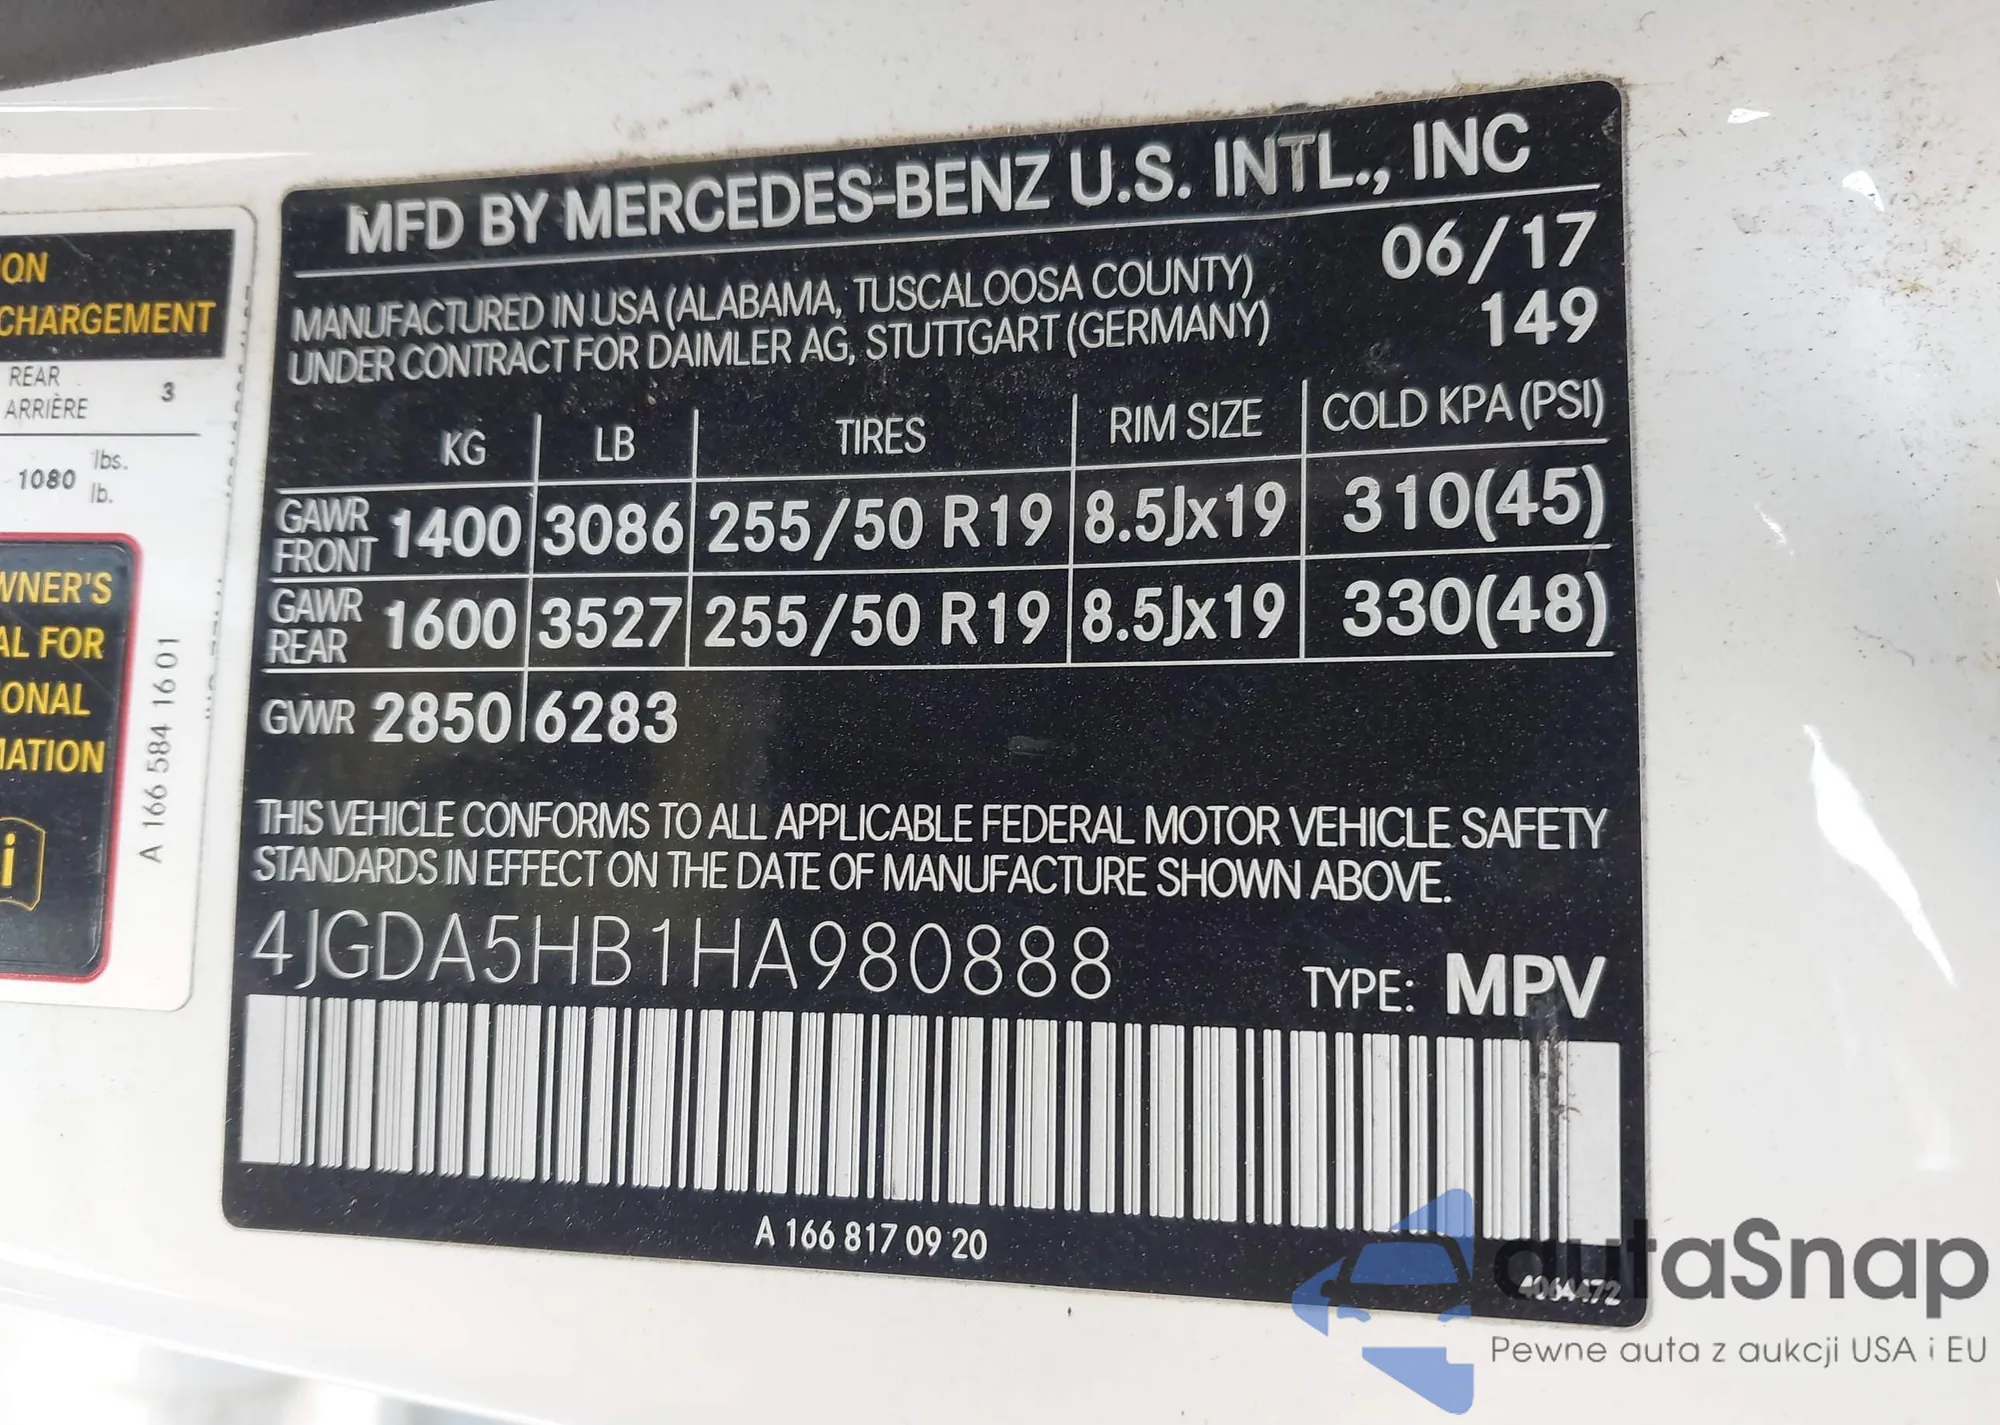 ION
CHARGEMENT
REAR
ARRIÈRE 3
1080 lbs.
lb.
WNER'S
AL FOR
IONAL
MATION
i
A 166 584 16 01
MFD BY MERCEDES-BENZ U.S. INTL., INC
06/17
MANUFACTURED IN USA (ALABAMA, TUSCALOOSA COUNTY)
UNDER CONTRACT FOR DAIMLER AG, STUTTGART (GERMANY)
149
KG LB TIRES RIM SIZE COLD KPA (PSI)
GAWR FRONT 1400 3086 255/50 R19 8.5Jx19 310(45)
GAWR REAR 1600 3527 255/50 R19 8.5Jx19 330(48)
GVWR 2850 6283
THIS VEHICLE CONFORMS TO ALL APPLICABLE FEDERAL MOTOR VEHICLE SAFETY
STANDARDS IN EFFECT ON THE DATE OF MANUFACTURE SHOWN ABOVE.
4JGDA5HB1HA980888
TYPE: MPV
A 166 817 09 20
4064472
autaSnap
Pewne auta z aukcji USA i EU